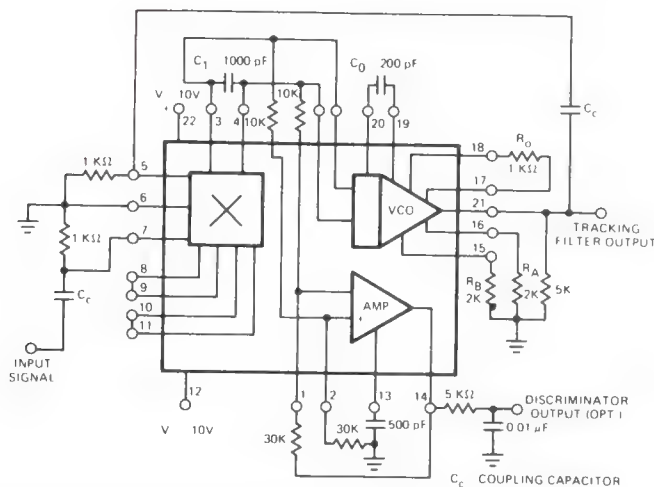 C1 1000 pF
C0 200 pF
V+ 10V
10K
10K
22
3
4
20
19
CC
1 KΩ
5
6
1 KΩ
7
8
9
10
11
CC
INPUT
SIGNAL
12
V 10V
VCO
18
RO
1 KΩ
17
21
16
15
TRACKING
FILTER OUTPUT
RB
2K
RA
2K
5K
AMP
+
1
2
13
14
5 KΩ
DISCRIMINATOR
OUTPUT (OPT )
30K
30K
500 pF
0.01 μF
CC COUPLING CAPACITOR